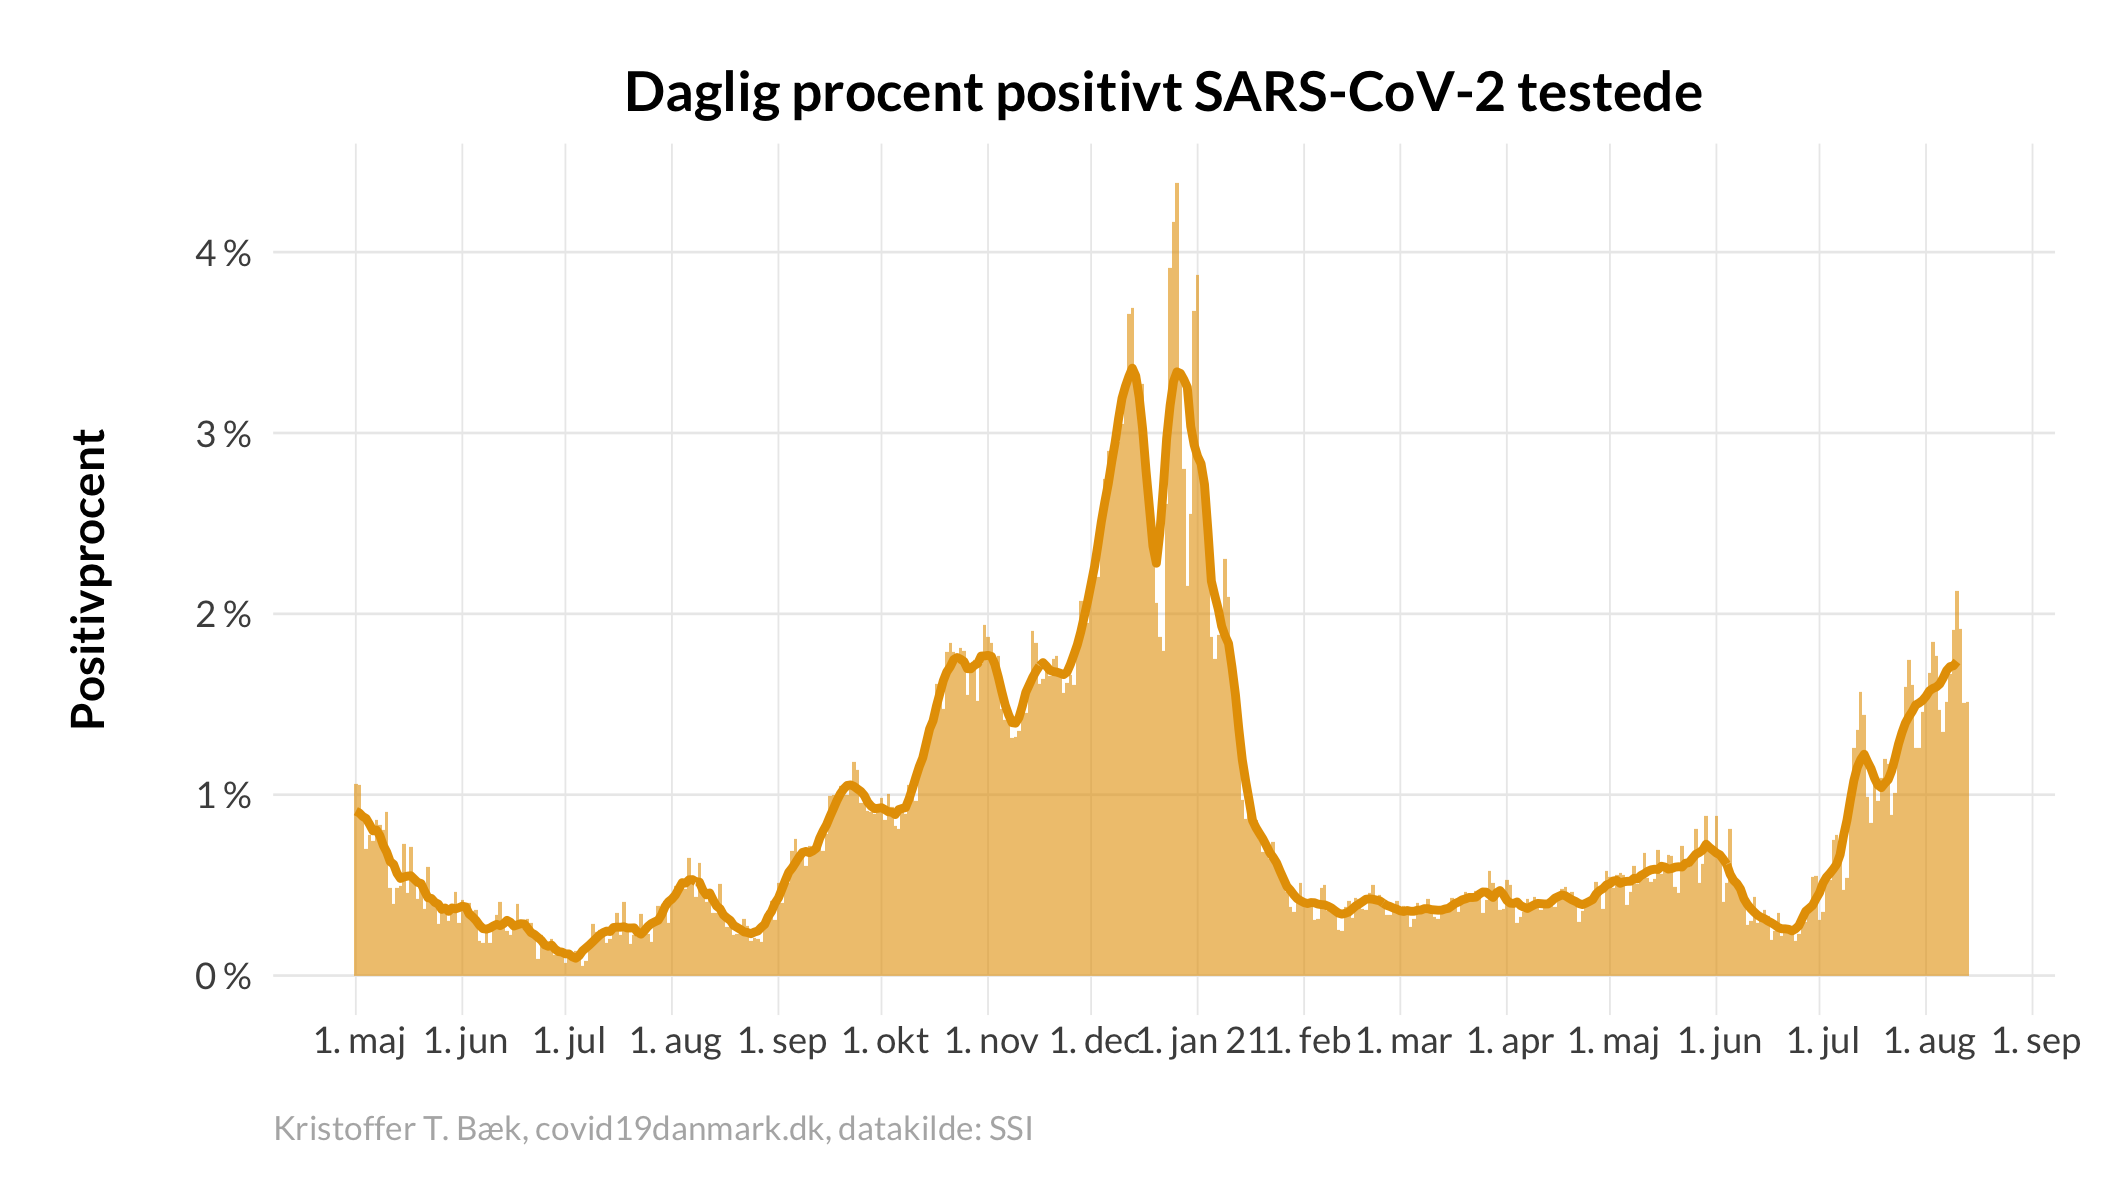 Daglig procent positivt SARS-CoV-2 testede
Positivprocent
4 %
3 %
2 %
1 %
0 %
1. maj 1. jun 1. jul 1. aug 1. sep 1. okt 1. nov 1. dec 1. jan 21 1. feb 1. mar 1. apr 1. maj 1. jun 1. jul 1. aug 1. sep
Kristoffer T. Bæk, covid19danmark.dk, datakilde: SSI